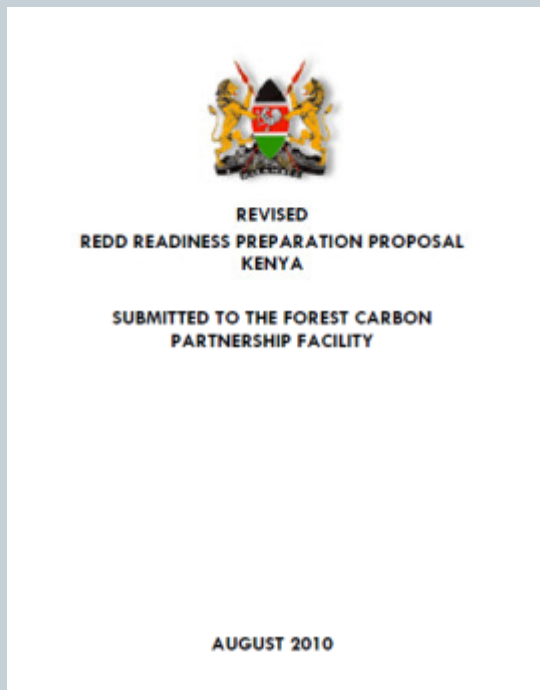 REVISED
REDD READINESS PREPARATION PROPOSAL
KENYA
SUBMITTED TO THE FOREST CARBON
PARTNERSHIP FACILITY
AUGUST 2010